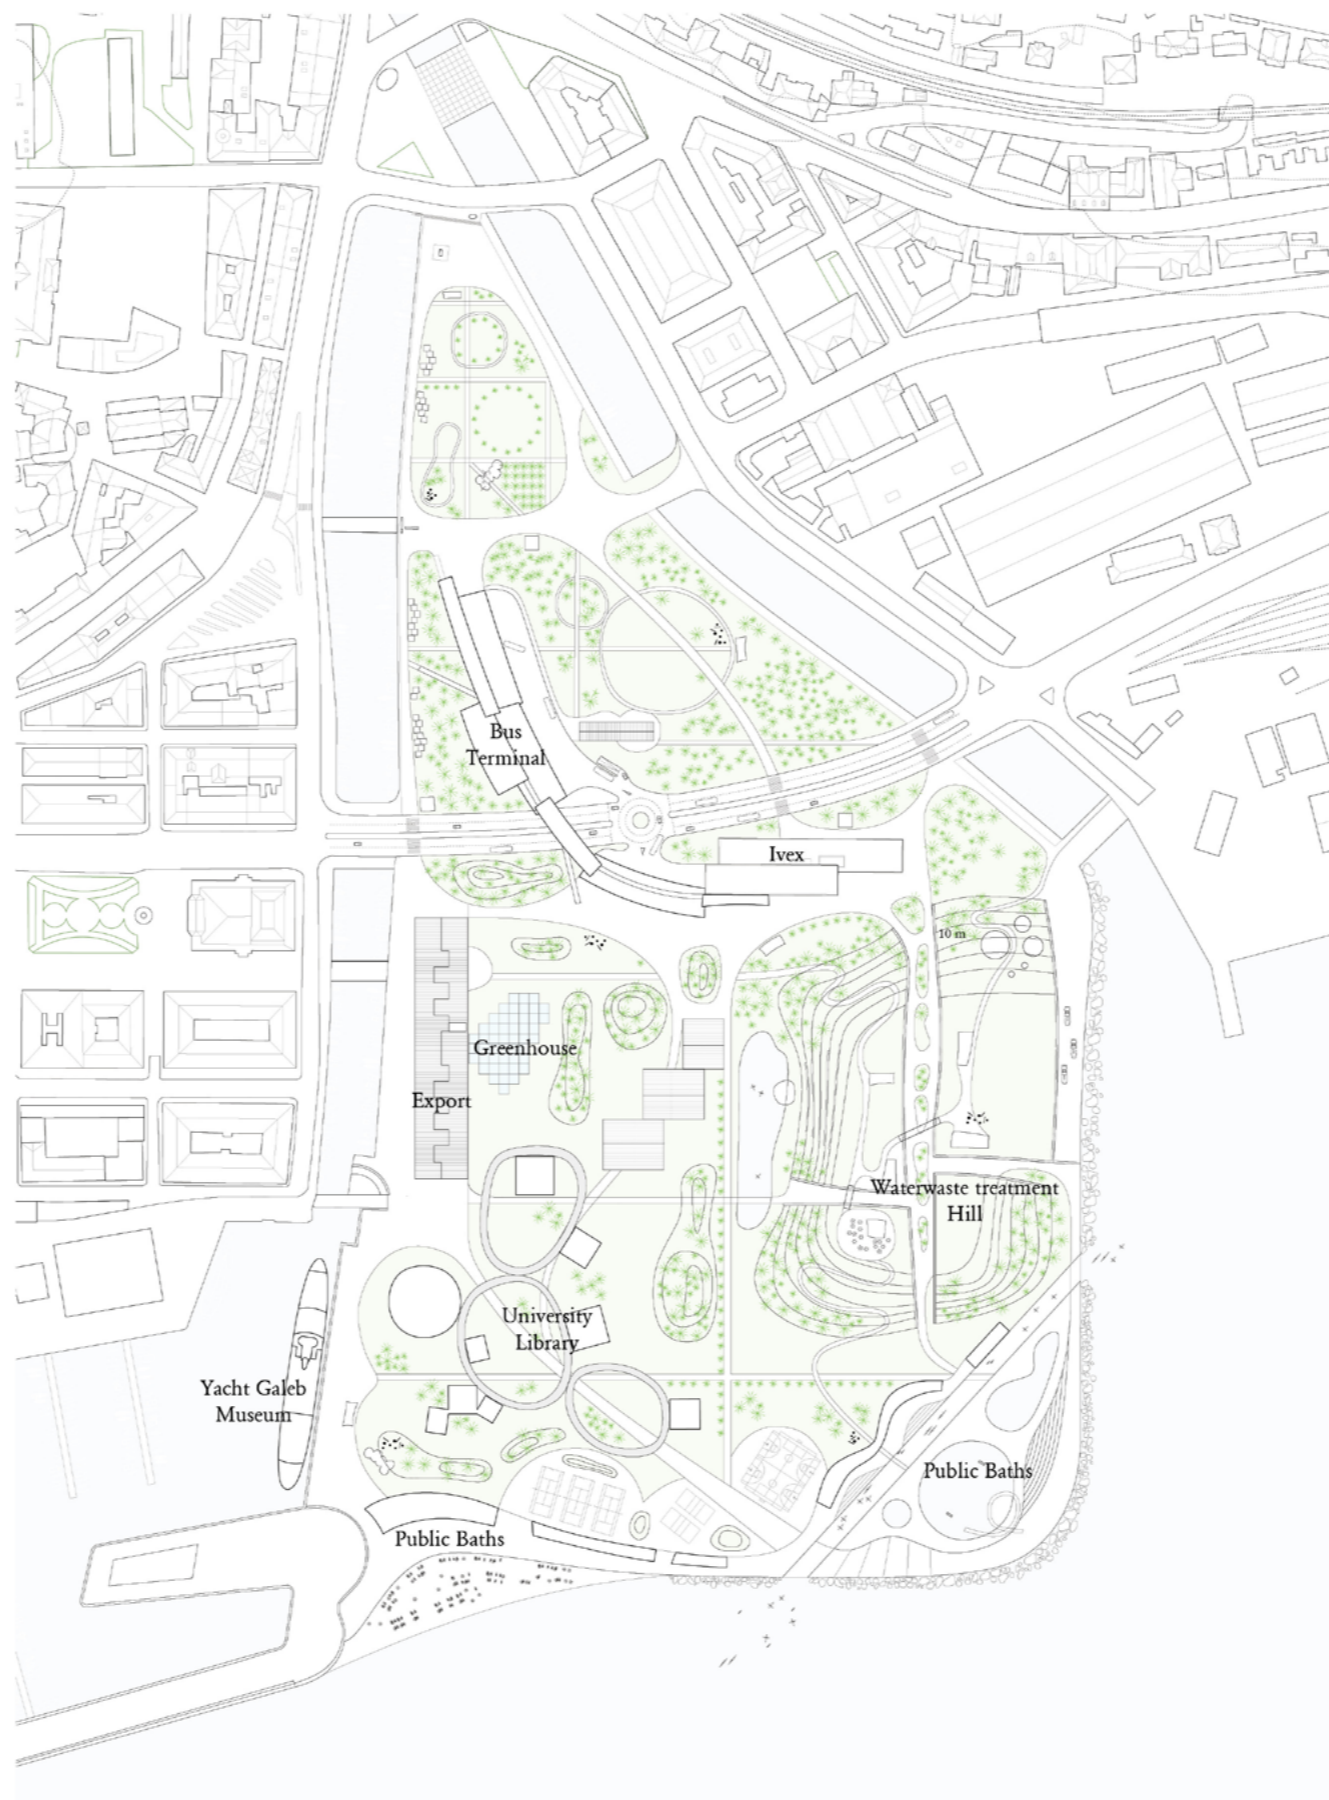 Bus
Terminal
Ivex
10 m
Greenhouse
Export
Waterwaste treatment
Hill
University
Library
Yacht Galeb
Museum
Public Baths
Public Baths